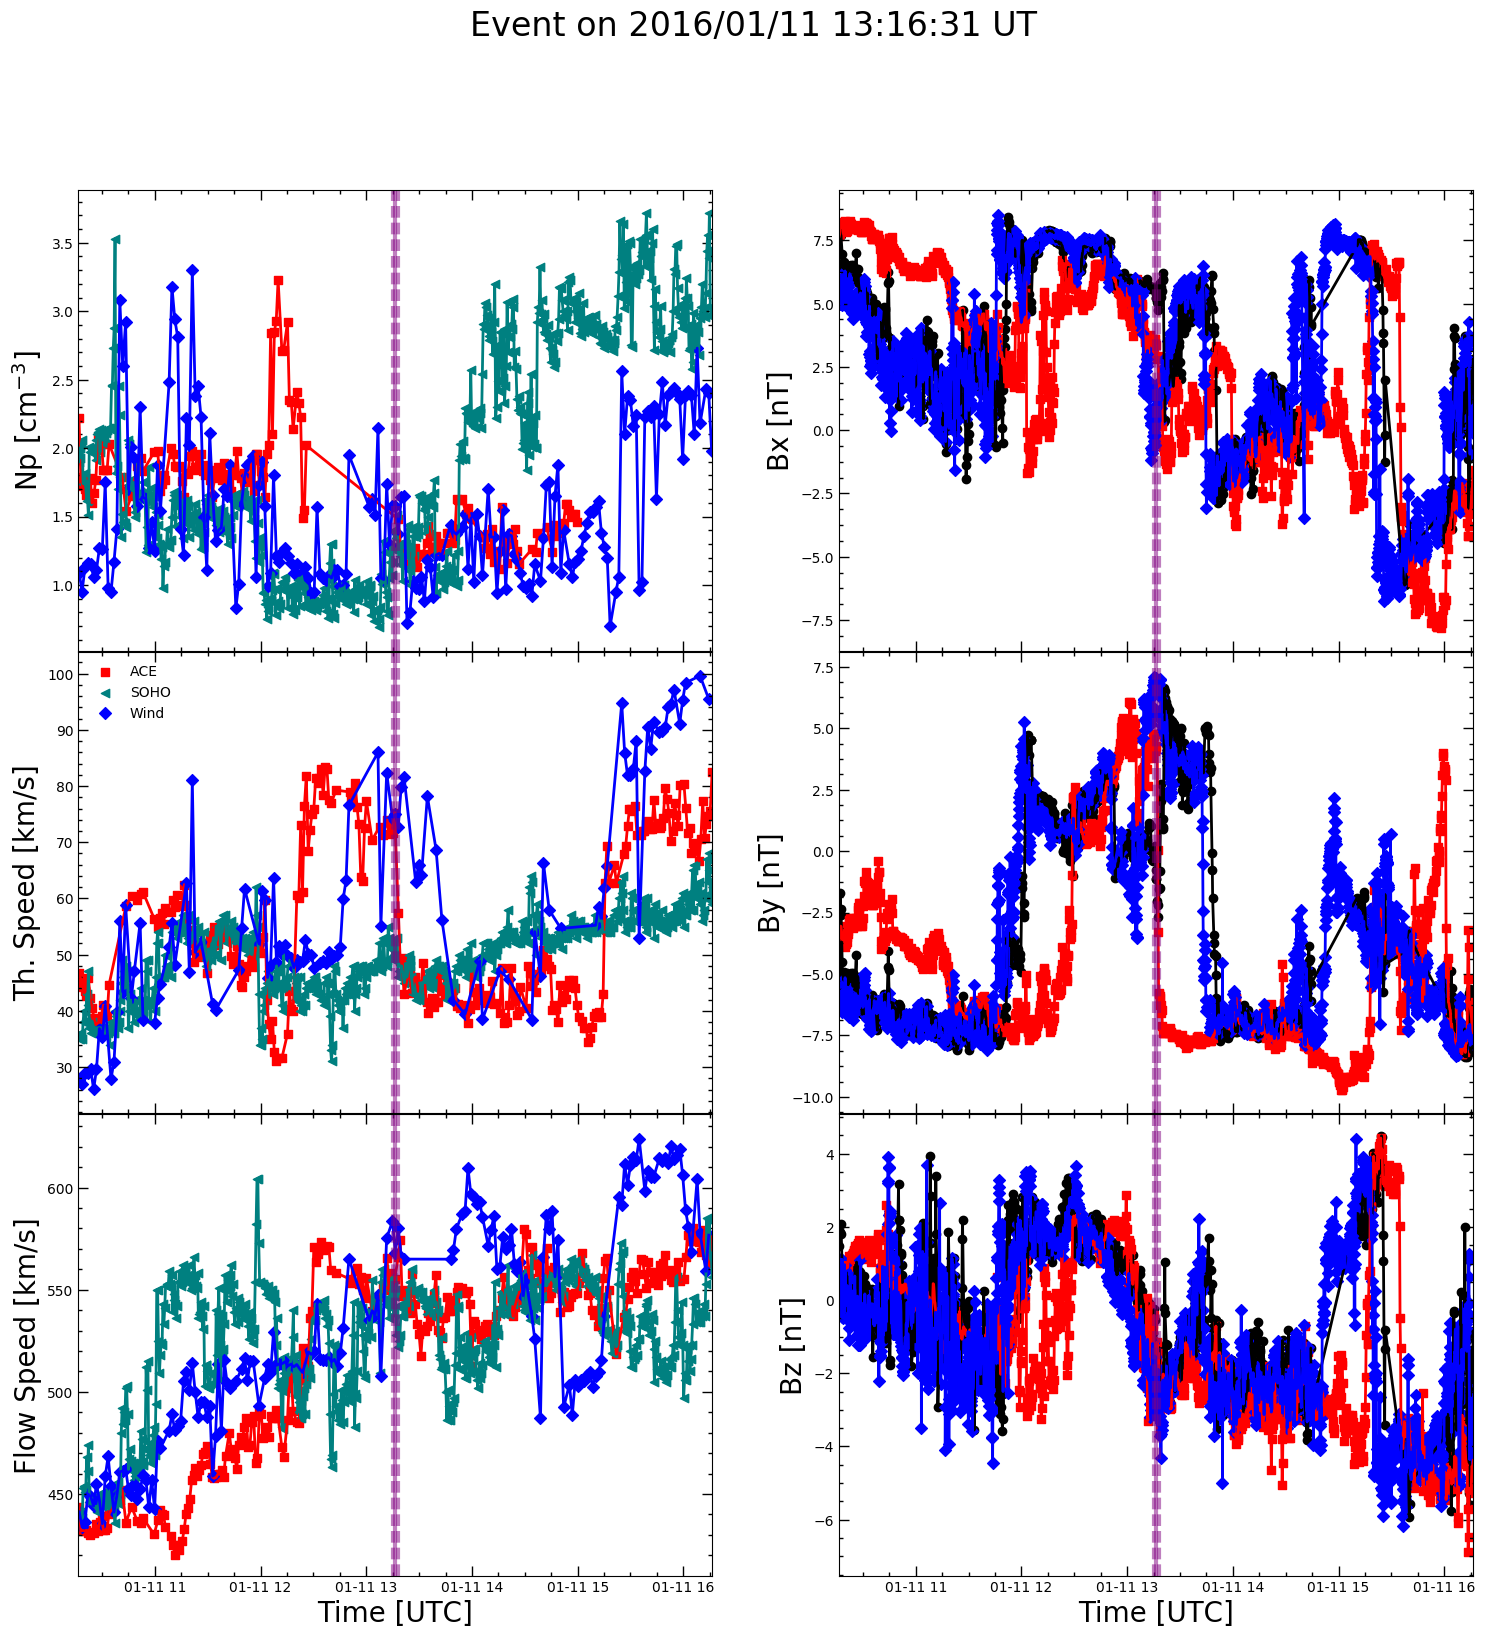 Event on 2016/01/11 13:16:31 UT
Np [cm⁻³]
3.5
3.0
2.5
2.0
1.5
1.0
Bx [nT]
7.5
5.0
2.5
0.0
−2.5
−5.0
−7.5
Th. Speed [km/s]
100
90
80
70
60
50
40
30
ACE
SOHO
Wind
By [nT]
7.5
5.0
2.5
0.0
−2.5
−5.0
−7.5
−10.0
Flow Speed [km/s]
600
550
500
450
Bz [nT]
4
2
0
−2
−4
−6
01-11 11 01-11 12 01-11 13 01-11 14 01-11 15 01-11 16
Time [UTC]
01-11 11 01-11 12 01-11 13 01-11 14 01-11 15 01-11 16
Time [UTC]